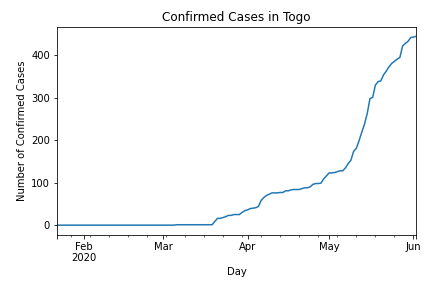 Confirmed Cases in Togo
Number of Confirmed Cases
400
300
200
100
0
Feb Mar Apr May Jun
2020
Day